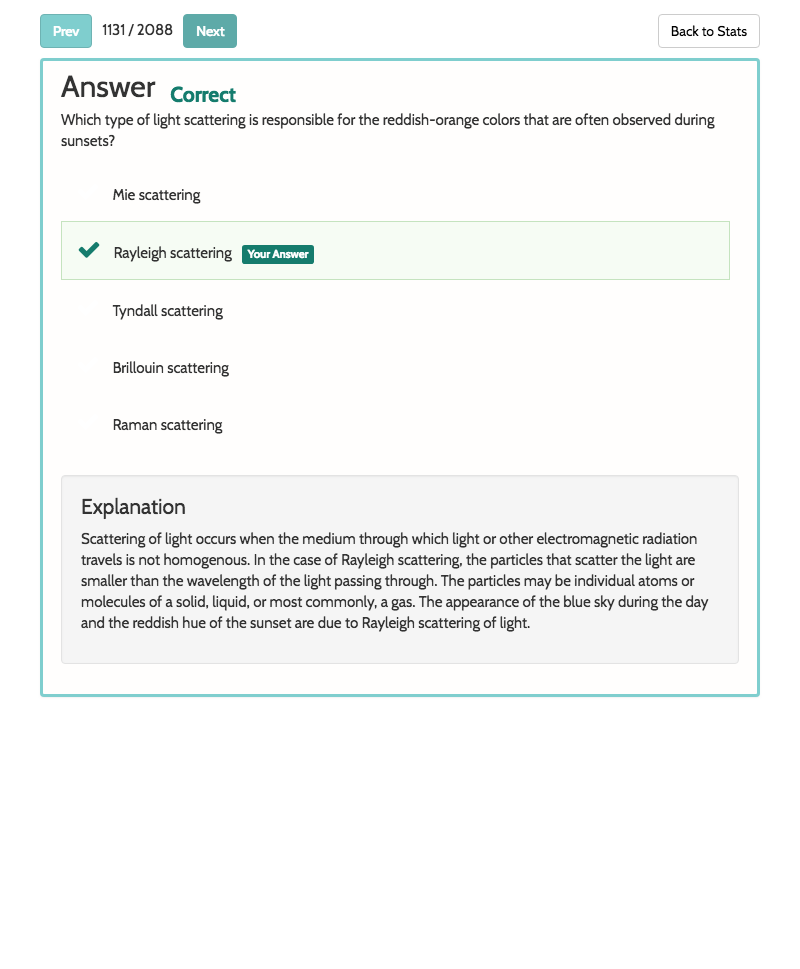 Prev 1131 / 2088 Next Back to Stats
Answer Correct
Which type of light scattering is responsible for the reddish-orange colors that are often observed during
sunsets?
Mie scattering
Rayleigh scattering Your Answer
Tyndall scattering
Brillouin scattering
Raman scattering
Explanation
Scattering of light occurs when the medium through which light or other electromagnetic radiation
travels is not homogenous. In the case of Rayleigh scattering, the particles that scatter the light are
smaller than the wavelength of the light passing through. The particles may be individual atoms or
molecules of a solid, liquid, or most commonly, a gas. The appearance of the blue sky during the day
and the reddish hue of the sunset are due to Rayleigh scattering of light.